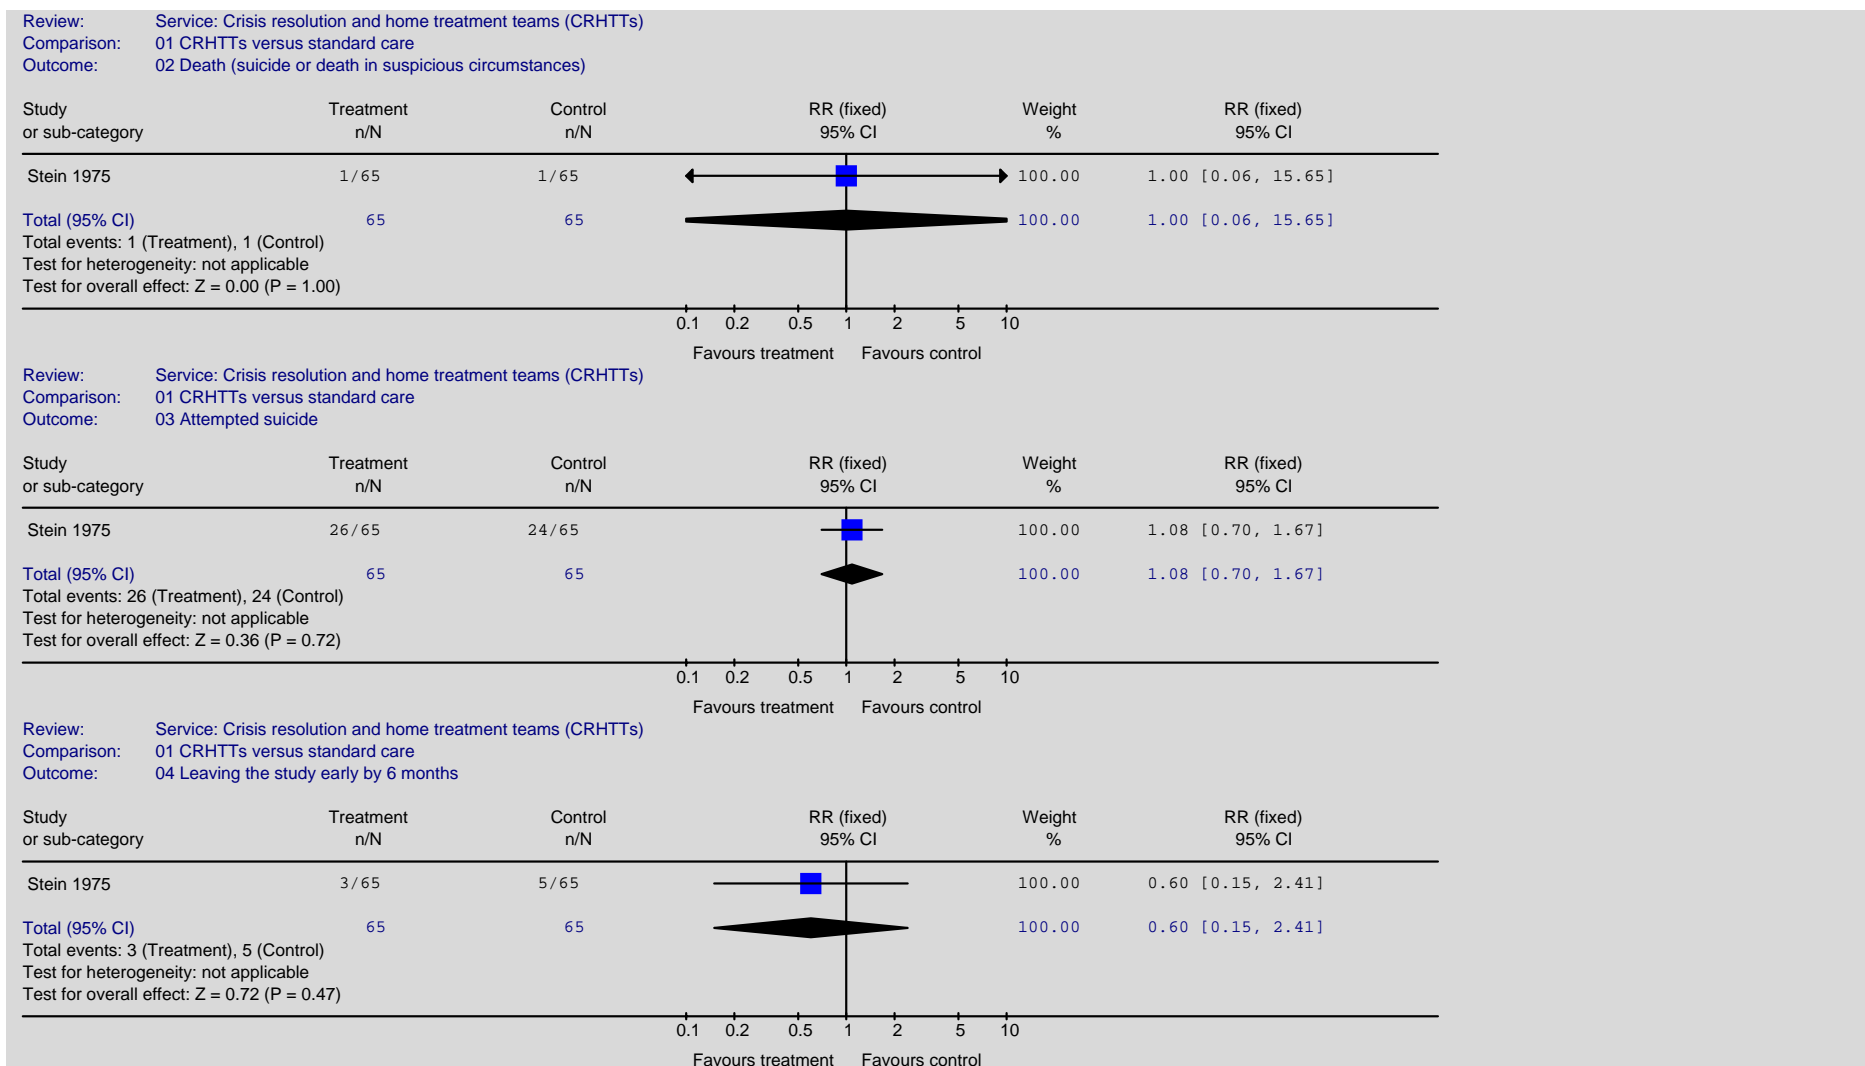 Review: Service: Crisis resolution and home treatment teams (CRHTTs)
Comparison: 01 CRHTTs versus standard care
Outcome: 02 Death (suicide or death in suspicious circumstances)
Study Treatment Control RR (fixed) Weight RR (fixed)
or sub-category n/N n/N 95% CI % 95% CI
Stein 1975 1/65 1/65 100.00 1.00 [0.06, 15.65]
Total (95% CI) 65 65 100.00 1.00 [0.06, 15.65]
Total events: 1 (Treatment), 1 (Control)
Test for heterogeneity: not applicable
Test for overall effect: Z = 0.00 (P = 1.00)
0.1 0.2 0.5 1 2 5 10
Favours treatment Favours control
Review: Service: Crisis resolution and home treatment teams (CRHTTs)
Comparison: 01 CRHTTs versus standard care
Outcome: 03 Attempted suicide
Study Treatment Control RR (fixed) Weight RR (fixed)
or sub-category n/N n/N 95% CI % 95% CI
Stein 1975 26/65 24/65 100.00 1.08 [0.70, 1.67]
Total (95% CI) 65 65 100.00 1.08 [0.70, 1.67]
Total events: 26 (Treatment), 24 (Control)
Test for heterogeneity: not applicable
Test for overall effect: Z = 0.36 (P = 0.72)
0.1 0.2 0.5 1 2 5 10
Favours treatment Favours control
Review: Service: Crisis resolution and home treatment teams (CRHTTs)
Comparison: 01 CRHTTs versus standard care
Outcome: 04 Leaving the study early by 6 months
Study Treatment Control RR (fixed) Weight RR (fixed)
or sub-category n/N n/N 95% CI % 95% CI
Stein 1975 3/65 5/65 100.00 0.60 [0.15, 2.41]
Total (95% CI) 65 65 100.00 0.60 [0.15, 2.41]
Total events: 3 (Treatment), 5 (Control)
Test for heterogeneity: not applicable
Test for overall effect: Z = 0.72 (P = 0.47)
0.1 0.2 0.5 1 2 5 10
Favours treatment Favours control